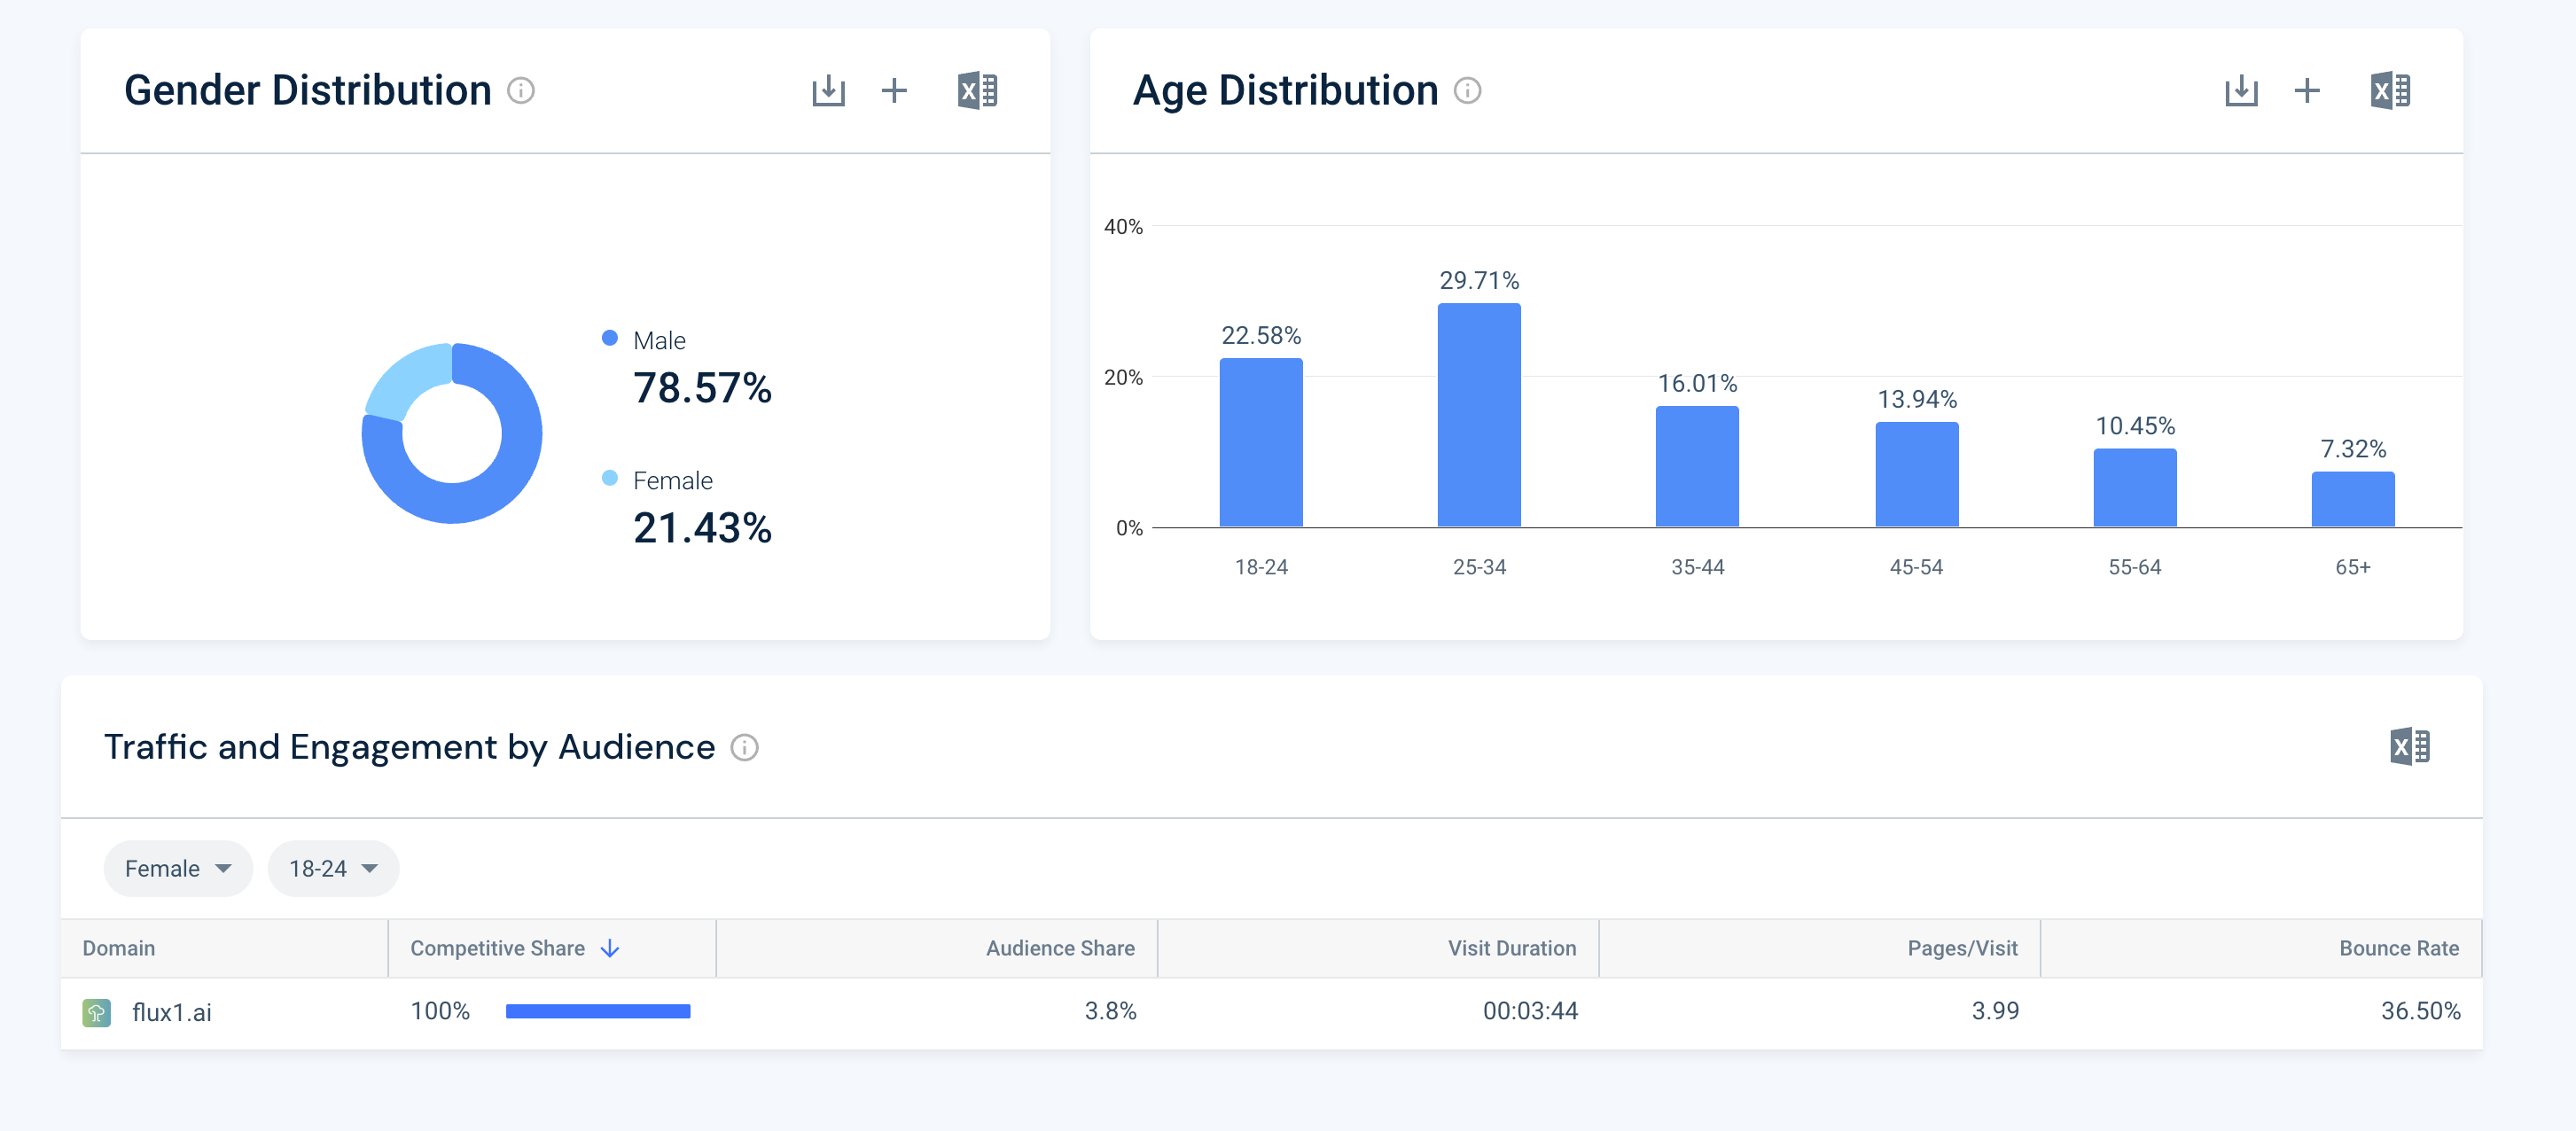 Gender Distribution
Male
78.57%
Female
21.43%
Age Distribution
40%
20%
0%
22.58%
29.71%
16.01%
13.94%
10.45%
7.32%
18-24
25-34
35-44
45-54
55-64
65+
Traffic and Engagement by Audience
Female
18-24
Domain Competitive Share Audience Share Visit Duration Pages/Visit Bounce Rate
flux1.ai 100% 3.8% 00:03:44 3.99 36.50%